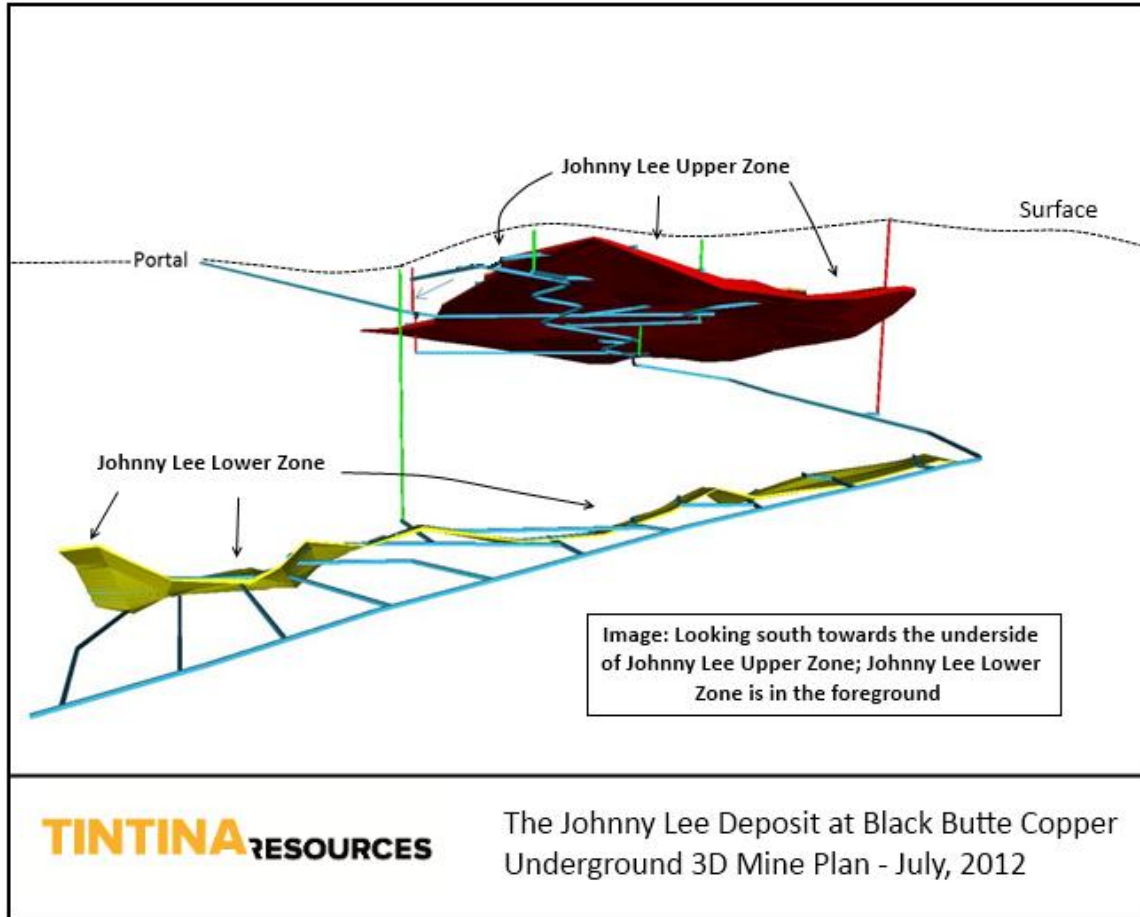 Johnny Lee Upper Zone
Surface
Portal
Johnny Lee Lower Zone
Image: Looking south towards the underside
of Johnny Lee Upper Zone; Johnny Lee Lower
Zone is in the foreground
TINTINA RESOURCES
The Johnny Lee Deposit at Black Butte Copper
Underground 3D Mine Plan - July, 2012